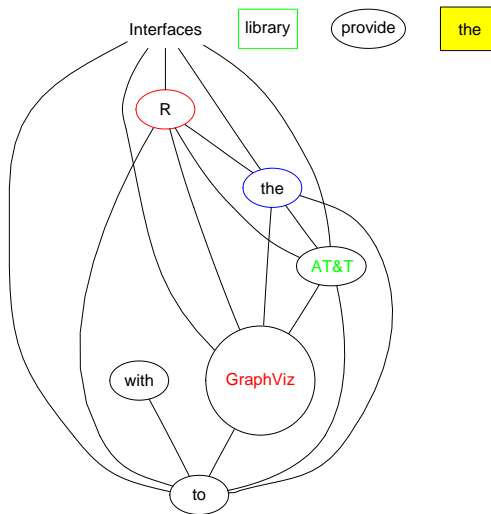 Interfaces
library
provide
the
R
the
AT&T
GraphViz
with
to